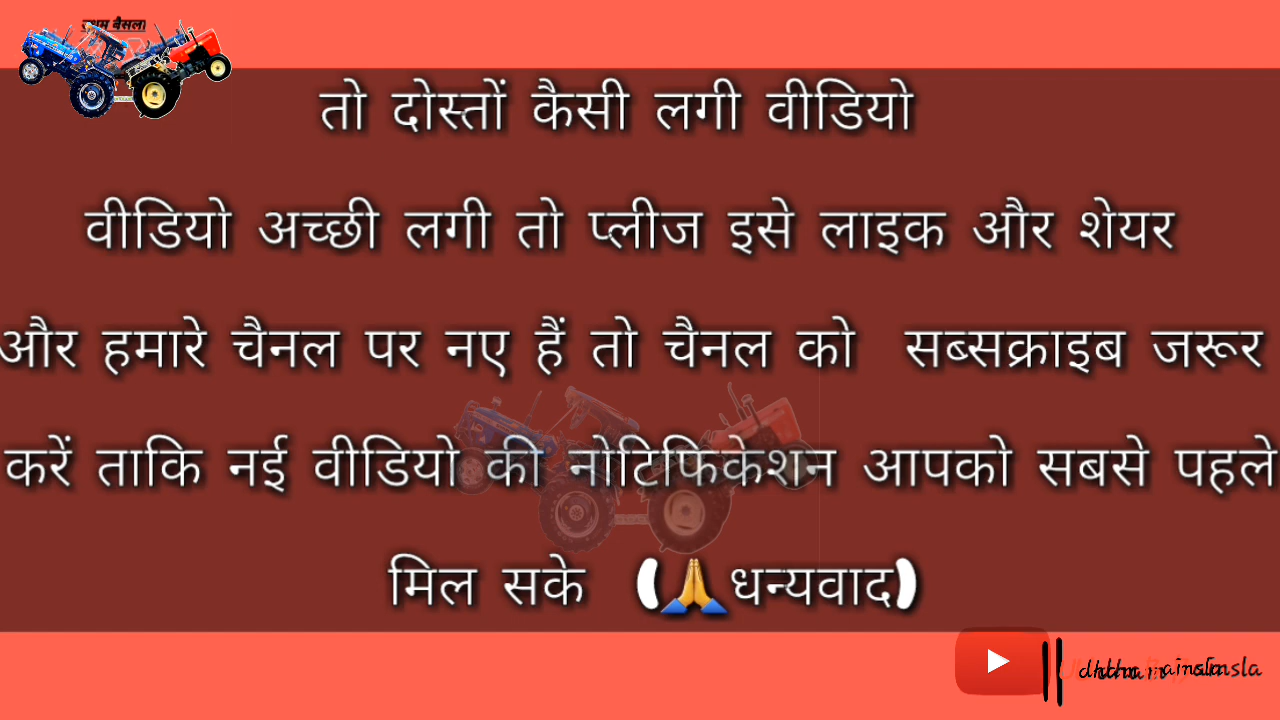 बैसला
तो दोस्तों कैसी लगी वीडियो
वीडियो अच्छी लगी तो प्लीज इसे लाइक और शेयर
और हमारे चैनल पर नए हैं तो चैनल को सब्सक्राइब जरूर
करें ताकि नई वीडियो की नोटिफिकेशन आपको सबसे पहले
मिल सके (🙏धन्यवाद)